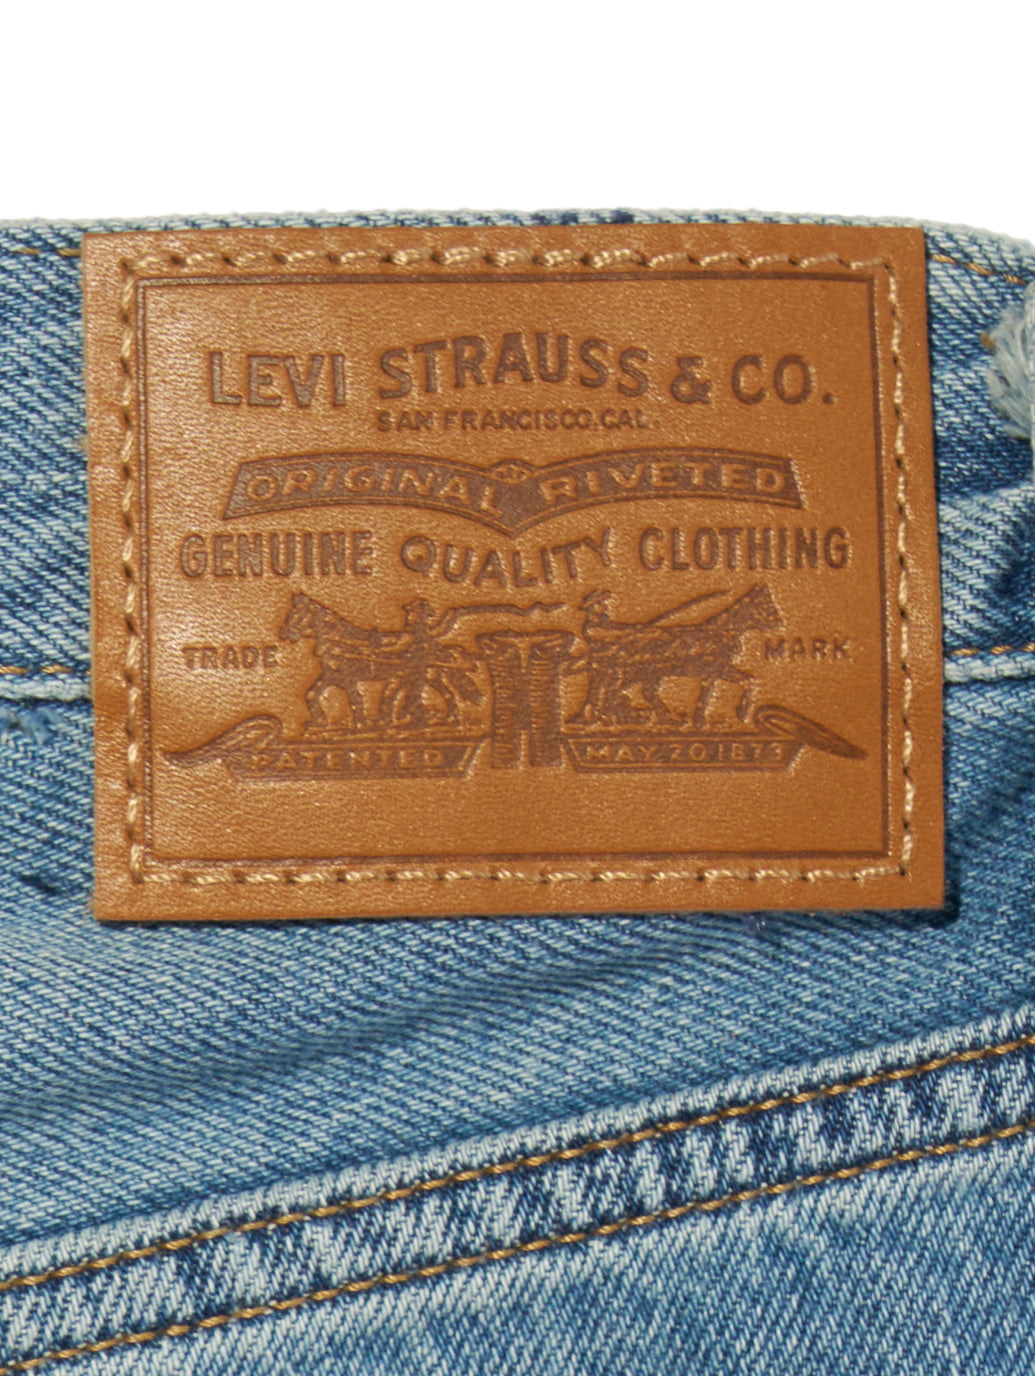 LEVI STRAUSS & CO.
SAN FRANCISCO, CAL.
ORIGINAL RIVETED
GENUINE QUALITY CLOTHING
TRADE MARK
PATENTED MAY 20 1873